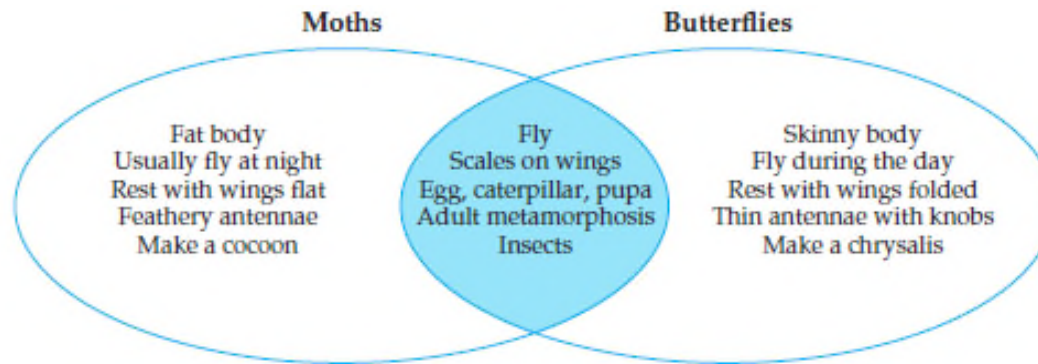 Moths
Butterflies
Fat body
Usually fly at night
Rest with wings flat
Feathery antennae
Make a cocoon
Fly
Scales on wings
Egg, caterpillar, pupa
Adult metamorphosis
Insects
Skinny body
Fly during the day
Rest with wings folded
Thin antennae with knobs
Make a chrysalis